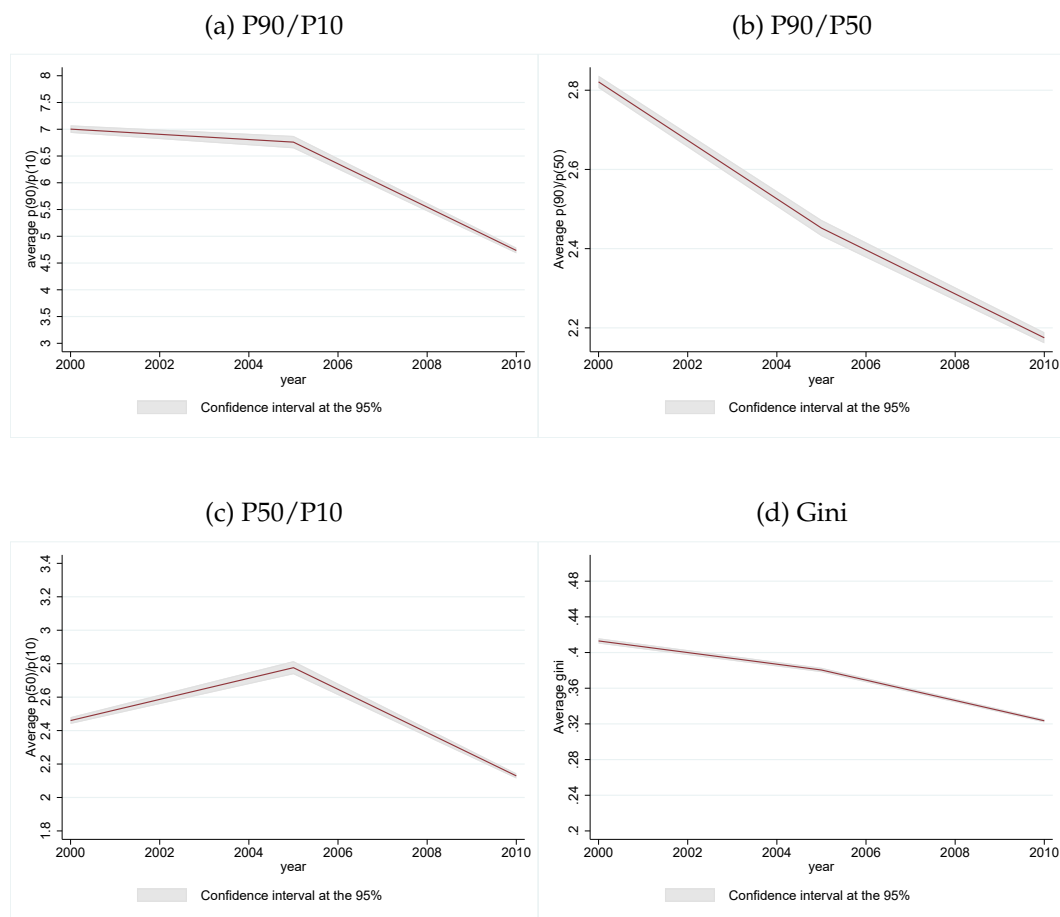 (a) P90/P10
average p(90)/p(10)
8
7.5
7
6.5
6
5.5
5
4.5
4
3.5
3
2000 2002 2004 2006 2008 2010
year
Confidence interval at the 95%
(b) P90/P50
Average p(90)/p(50)
2.8
2.6
2.4
2.2
2000 2002 2004 2006 2008 2010
year
Confidence interval at the 95%
(c) P50/P10
Average p(50)/p(10)
3.4
3.2
3
2.8
2.6
2.4
2.2
2
1.8
2000 2002 2004 2006 2008 2010
year
Confidence interval at the 95%
(d) Gini
Average gini
.48
.44
.4
.36
.32
.28
.24
.2
2000 2002 2004 2006 2008 2010
year
Confidence interval at the 95%